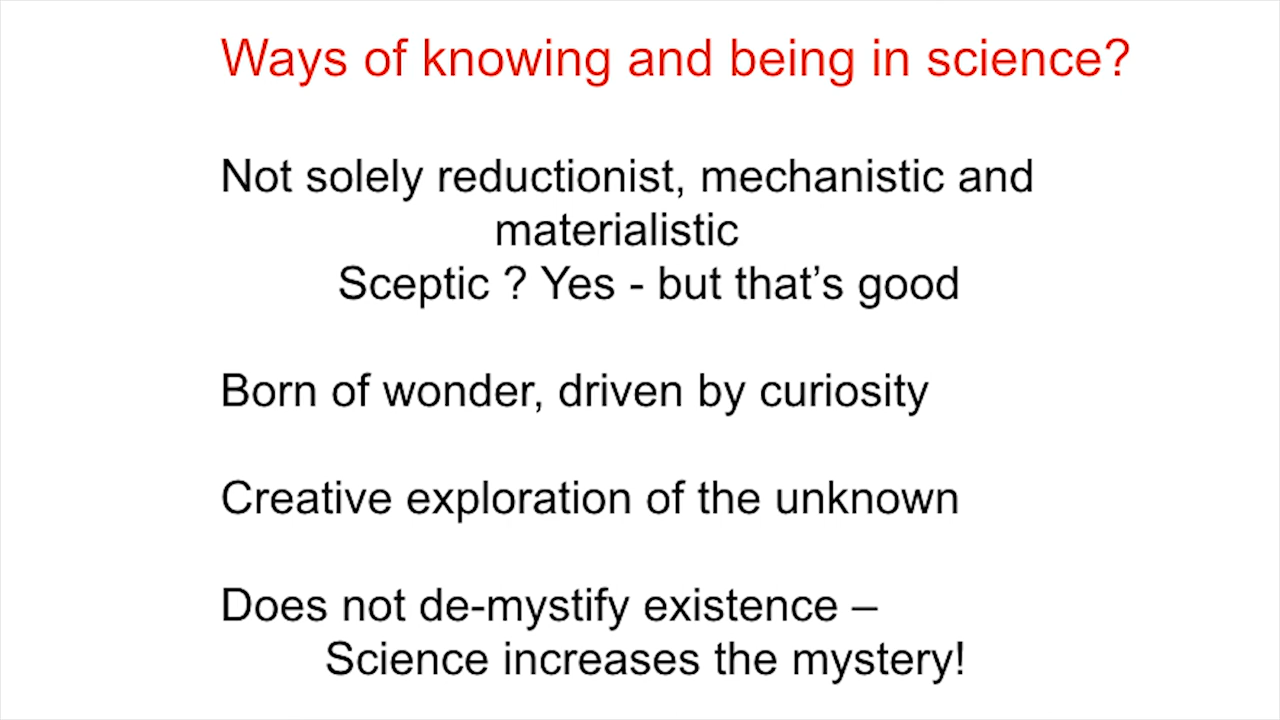 Ways of knowing and being in science?
Not solely reductionist, mechanistic and
materialistic
Sceptic ? Yes - but that’s good
Born of wonder, driven by curiosity
Creative exploration of the unknown
Does not de-mystify existence –
Science increases the mystery!